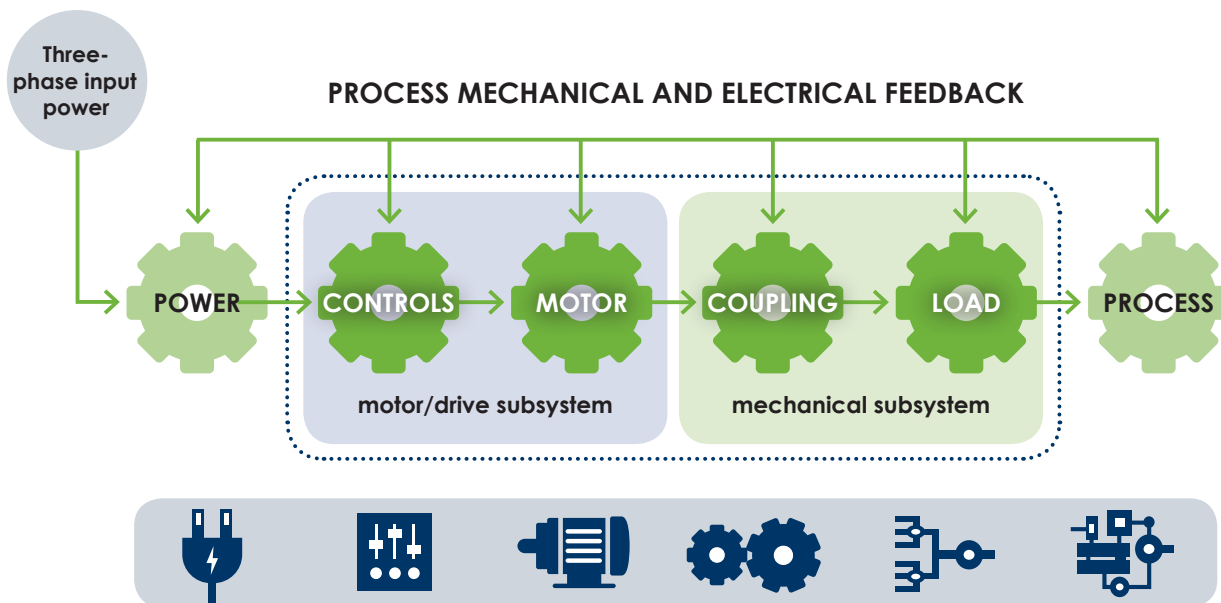 Three-
phase input
power
PROCESS MECHANICAL AND ELECTRICAL FEEDBACK
POWER
CONTROLS
MOTOR
COUPLING
LOAD
PROCESS
motor/drive subsystem
mechanical subsystem